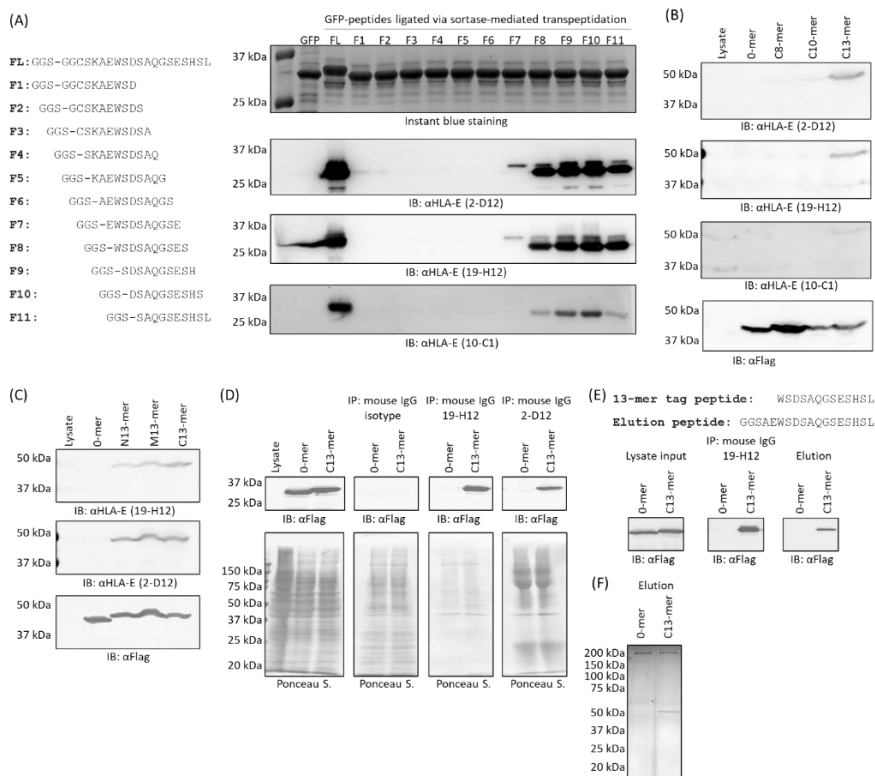 (A)
GFP-peptides ligated via sortase-mediated transpeptidation
GFP FL F1 F2 F3 F4 F5 F6 F7 F8 F9 F10 F11
FL: GGS-GGCSKAEWSDSAQGSESHSL
F1: GGS-GGCSKAEWSD
F2: GGS-GCSKAEWSDS
F3: GGS-CSKAEWSDSA
F4: GGS-SKAEWSDSAQ
F5: GGS-KAEWSDSAQG
F6: GGS-AEWSDSAQGS
F7: GGS-EWSDSAQGSE
F8: GGS-WSDSAQGSES
F9: GGS-SDSAQGSESH
F10: GGS-DSAQGSESHS
F11: GGS-SAQGSESHSL
37 kDa
25 kDa
Instant blue staining
37 kDa
25 kDa
IB: αHLA-E (2-D12)
37 kDa
25 kDa
IB: αHLA-E (19-H12)
37 kDa
25 kDa
IB: αHLA-E (10-C1)
(B)
Lysate 0-mer C8-mer C10-mer C13-mer
50 kDa
37 kDa
IB: αHLA-E (2-D12)
50 kDa
37 kDa
IB: αHLA-E (19-H12)
50 kDa
37 kDa
IB: αHLA-E (10-C1)
50 kDa
37 kDa
IB: αFlag
(C)
Lysate 0-mer N13-mer M13-mer C13-mer
50 kDa
37 kDa
IB: αHLA-E (19-H12)
50 kDa
37 kDa
IB: αHLA-E (2-D12)
50 kDa
37 kDa
IB: αFlag
(D)
IP: mouse IgG isotype
IP: mouse IgG 19-H12
IP: mouse IgG 2-D12
Lysate 0-mer C13-mer 0-mer C13-mer 0-mer C13-mer 0-mer C13-mer
37 kDa
25 kDa
IB: αFlag IB: αFlag IB: αFlag IB: αFlag
150 kDa
75 kDa
50 kDa
37 kDa
25 kDa
20 kDa
Ponceau S. Ponceau S. Ponceau S. Ponceau S.
(E)
13-mer tag peptide: WSDSAQGSESHSL
Elution peptide: GGSAEWSDSAQGSESHSL
Lysate input
IP: mouse IgG 19-H12
Elution
0-mer C13-mer 0-mer C13-mer 0-mer C13-mer
IB: αFlag IB: αFlag IB: αFlag
(F)
Elution
0-mer C13-mer
200 kDa
150 kDa
100 kDa
75 kDa
50 kDa
37 kDa
25 kDa
20 kDa